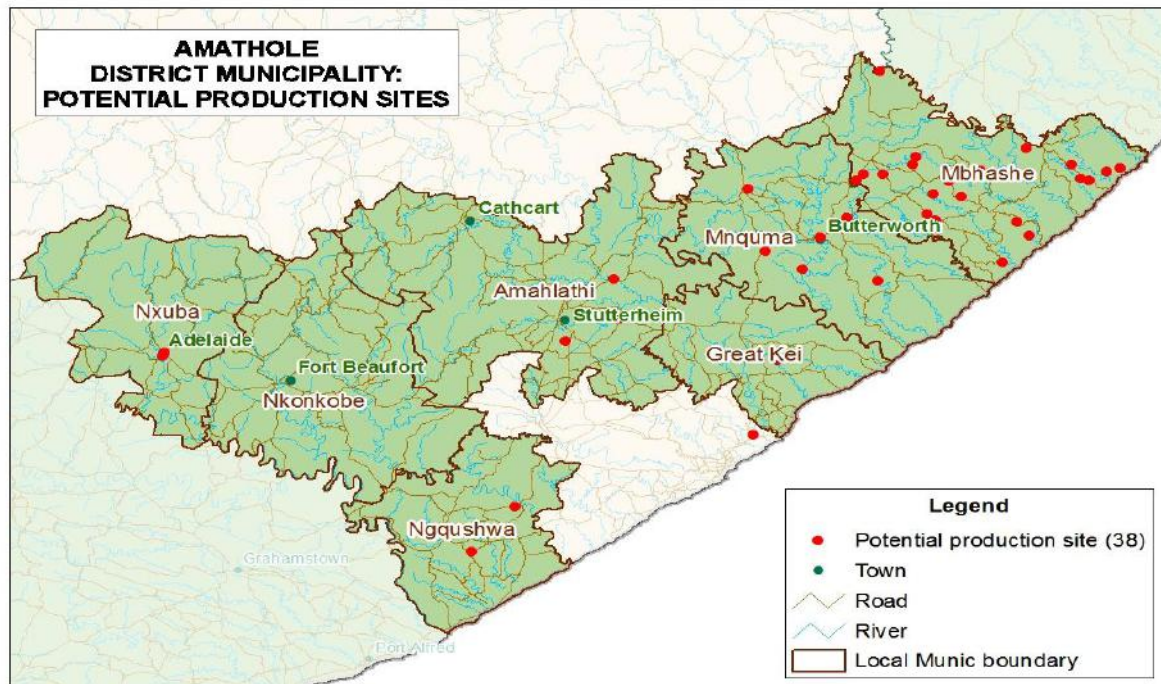 AMATHOLE
DISTRICT MUNICIPALITY:
POTENTIAL PRODUCTION SITES
Mbhashe
Cathcart
Butterworth
Mnquma
Amahlathi
Nxuba
Stutterheim
Adelaide
Great Kei
Fort Beaufort
Nkonkobe
Ngqushwa
Grahamstown
Port Alfred
Legend
Potential production site (38)
Town
Road
River
Local Munic boundary